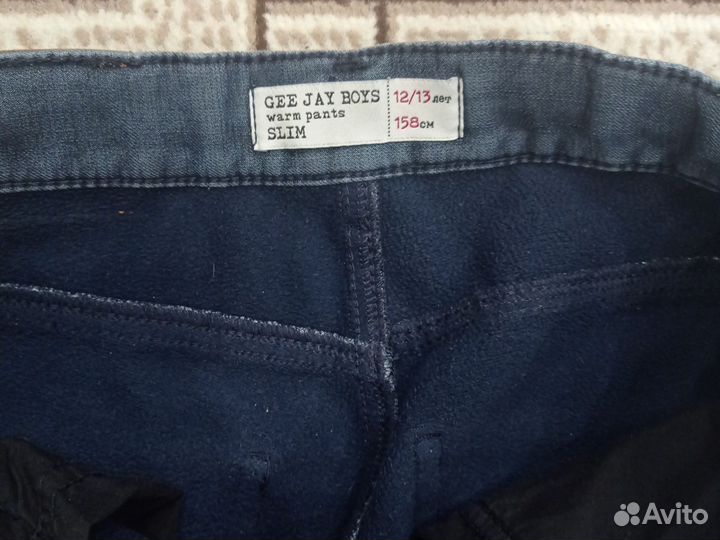 GEE JAY BOYS
warm pants
SLIM
12/13 лет
158см
Avito